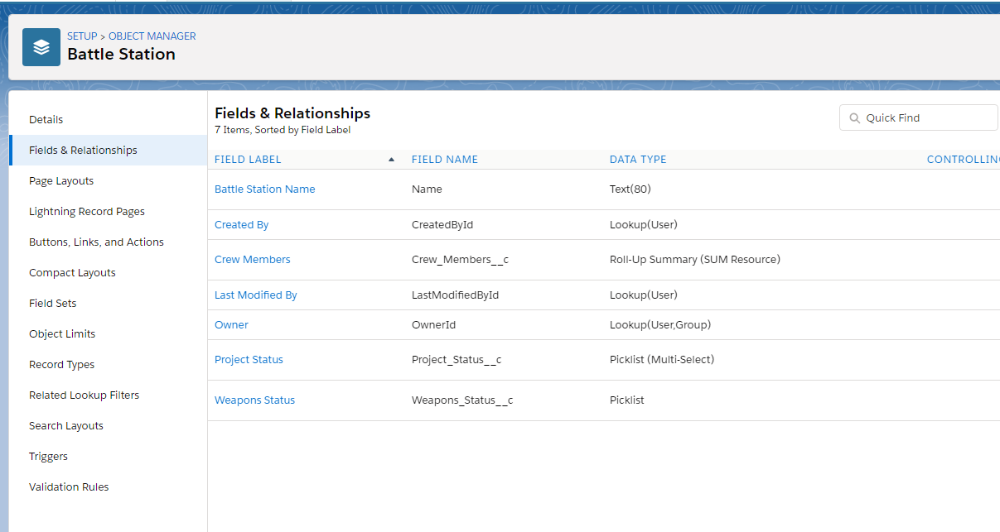 SETUP > OBJECT MANAGER
Battle Station
Details
Fields & Relationships
Page Layouts
Lightning Record Pages
Buttons, Links, and Actions
Compact Layouts
Field Sets
Object Limits
Record Types
Related Lookup Filters
Search Layouts
Triggers
Validation Rules
Fields & Relationships
7 Items, Sorted by Field Label
Quick Find
FIELD LABEL FIELD NAME DATA TYPE CONTROLLING
Battle Station Name Name Text(80)
Created By CreatedById Lookup(User)
Crew Members Crew_Members__c Roll-Up Summary (SUM Resource)
Last Modified By LastModifiedById Lookup(User)
Owner OwnerId Lookup(User,Group)
Project Status Project_Status__c Picklist (Multi-Select)
Weapons Status Weapons_Status__c Picklist